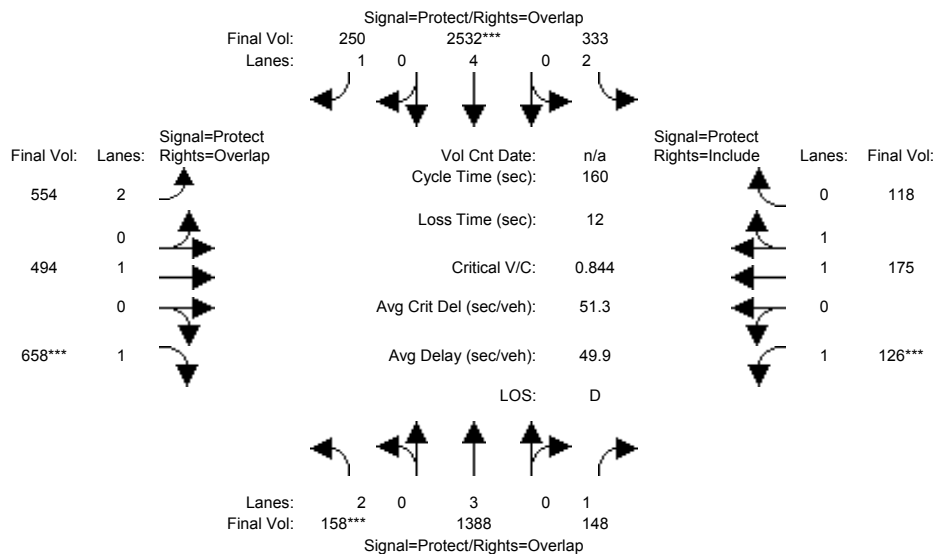 Signal=Protect/Rights=Overlap
Final Vol: 250 2532*** 333
Lanes: 1 0 4 0 2
Signal=Protect Signal=Protect
Final Vol: Lanes: Rights=Overlap Vol Cnt Date: n/a Rights=Include Lanes: Final Vol:
Cycle Time (sec): 160
554 2 0 118
Loss Time (sec): 12
0 1
494 1 Critical V/C: 0.844 1 175
0 Avg Crit Del (sec/veh): 51.3 0
658*** 1 Avg Delay (sec/veh): 49.9 1 126***
LOS: D
Lanes: 2 0 3 0 1
Final Vol: 158*** 1388 148
Signal=Protect/Rights=Overlap